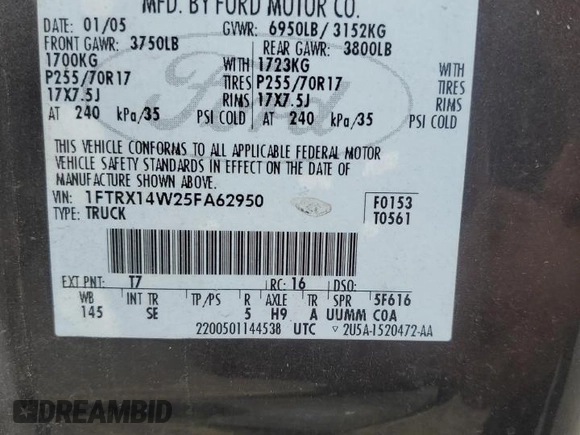 MFD. BY FORD MOTOR CO.
DATE: 01/05 GVWR: 6950LB / 3152KG
FRONT GAWR: 3750LB REAR GAWR: 3800LB
1700KG WITH 1723KG WITH
P255/70R17 TIRES P255/70R17 TIRES
17X7.5J RIMS 17X7.5J RIMS
AT 240 kPa/35 PSI COLD AT 240 kPa/35 PSI COLD
Ford
THIS VEHICLE CONFORMS TO ALL APPLICABLE FEDERAL MOTOR
VEHICLE SAFETY STANDARDS IN EFFECT ON THE DATE OF
MANUFACTURE SHOWN ABOVE.
VIN: 1FTRX14W25FA62950 F0153
TYPE: TRUCK T0561
EXT PNT: T7 RC: 16 DSO:
WB INT TR TP/PS R AXLE TR SPR 5F616
145 SE 5 H9 A UUMM COA
2200501144538 UTC ▽ 2U5A-1520472-AA
DREAMBID